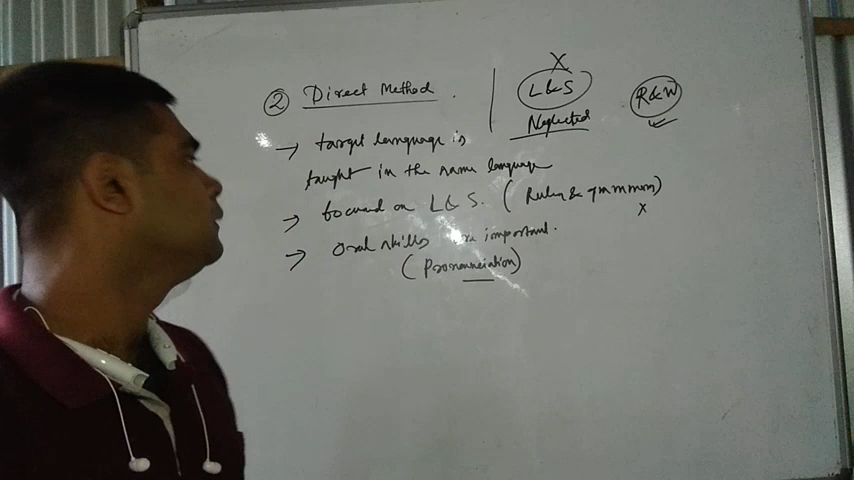 ② Direct Method.
X
L & S
Neglected
R & W
→ target language is
taught in the same language
→ focused on L & S. (Rules & grammar)
X
→ Oral skills are important.
(Pronunciation)